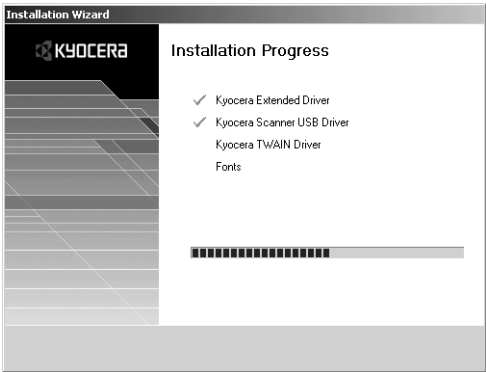 Installation Wizard
KYOCERA
Installation Progress
Kyocera Extended Driver
Kyocera Scanner USB Driver
Kyocera TWAIN Driver
Fonts